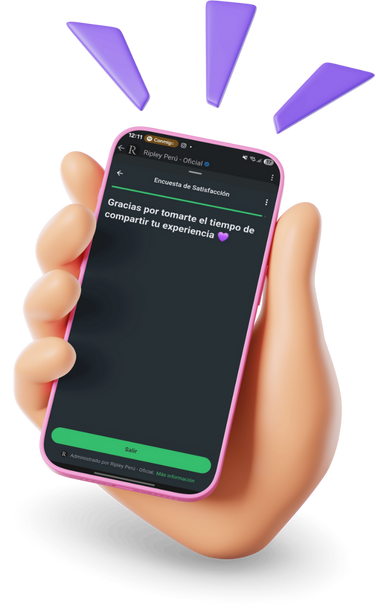 12:11 Conmigo
R Ripley Perú - Oficial
Encuesta de Satisfacción
Gracias por tomarte el tiempo de
compartir tu experiencia 💜
Salir
R Administrado por Ripley Perú - Oficial. Más información